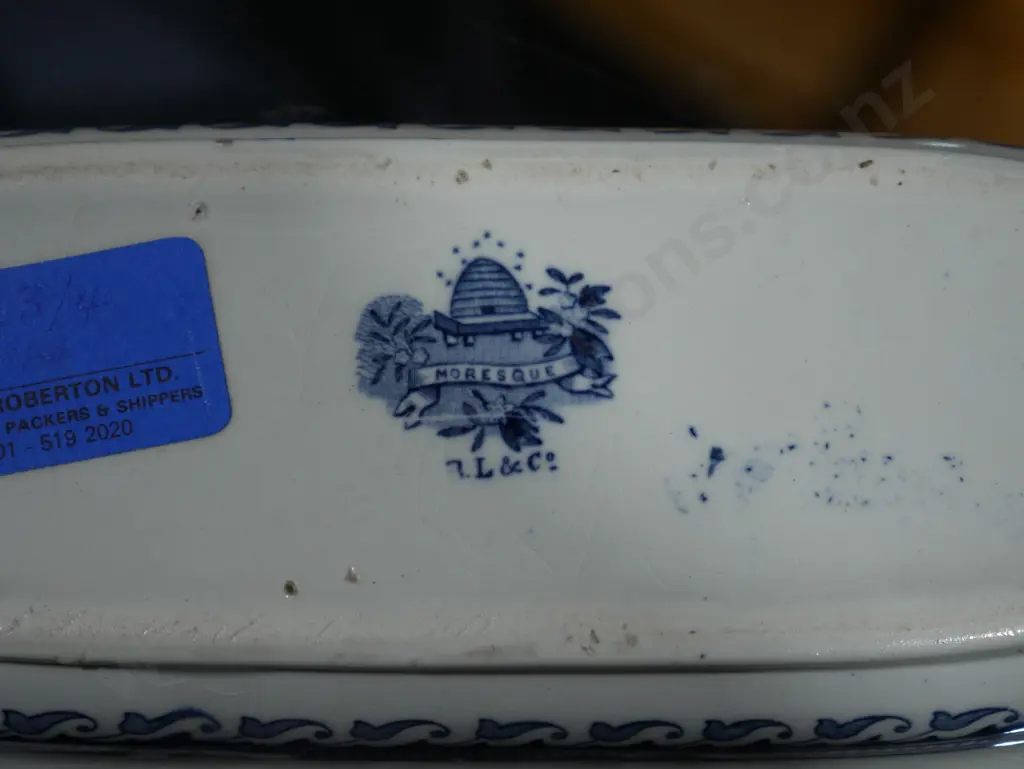 MORESQUE
L & Co
ROBERTON LTD.
PACKERS & SHIPPERS
01 - 519 2020